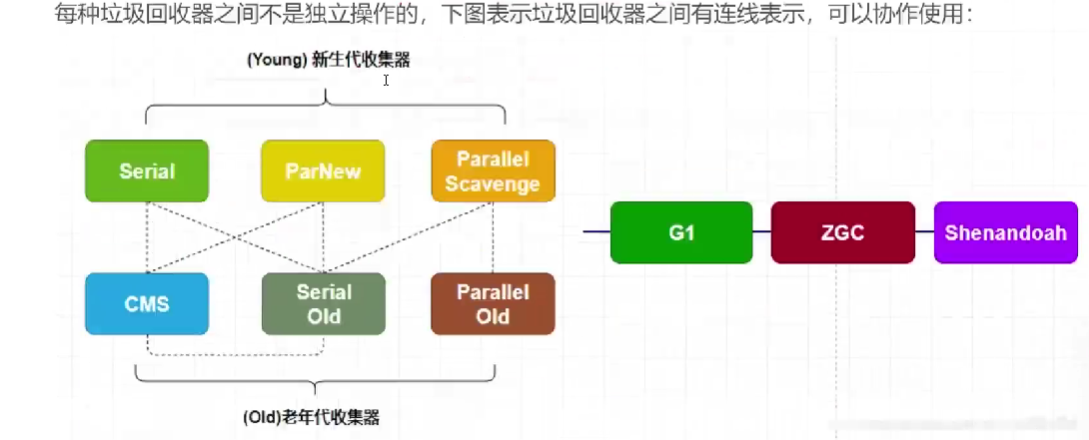 每种垃圾回收器之间不是独立操作的，下图表示垃圾回收器之间有连线表示，可以协作使用：
(Young) 新生代收集器
Serial
ParNew
Parallel
Scavenge
G1
ZGC
Shenandoah
CMS
Serial
Old
Parallel
Old
(Old)老年代收集器